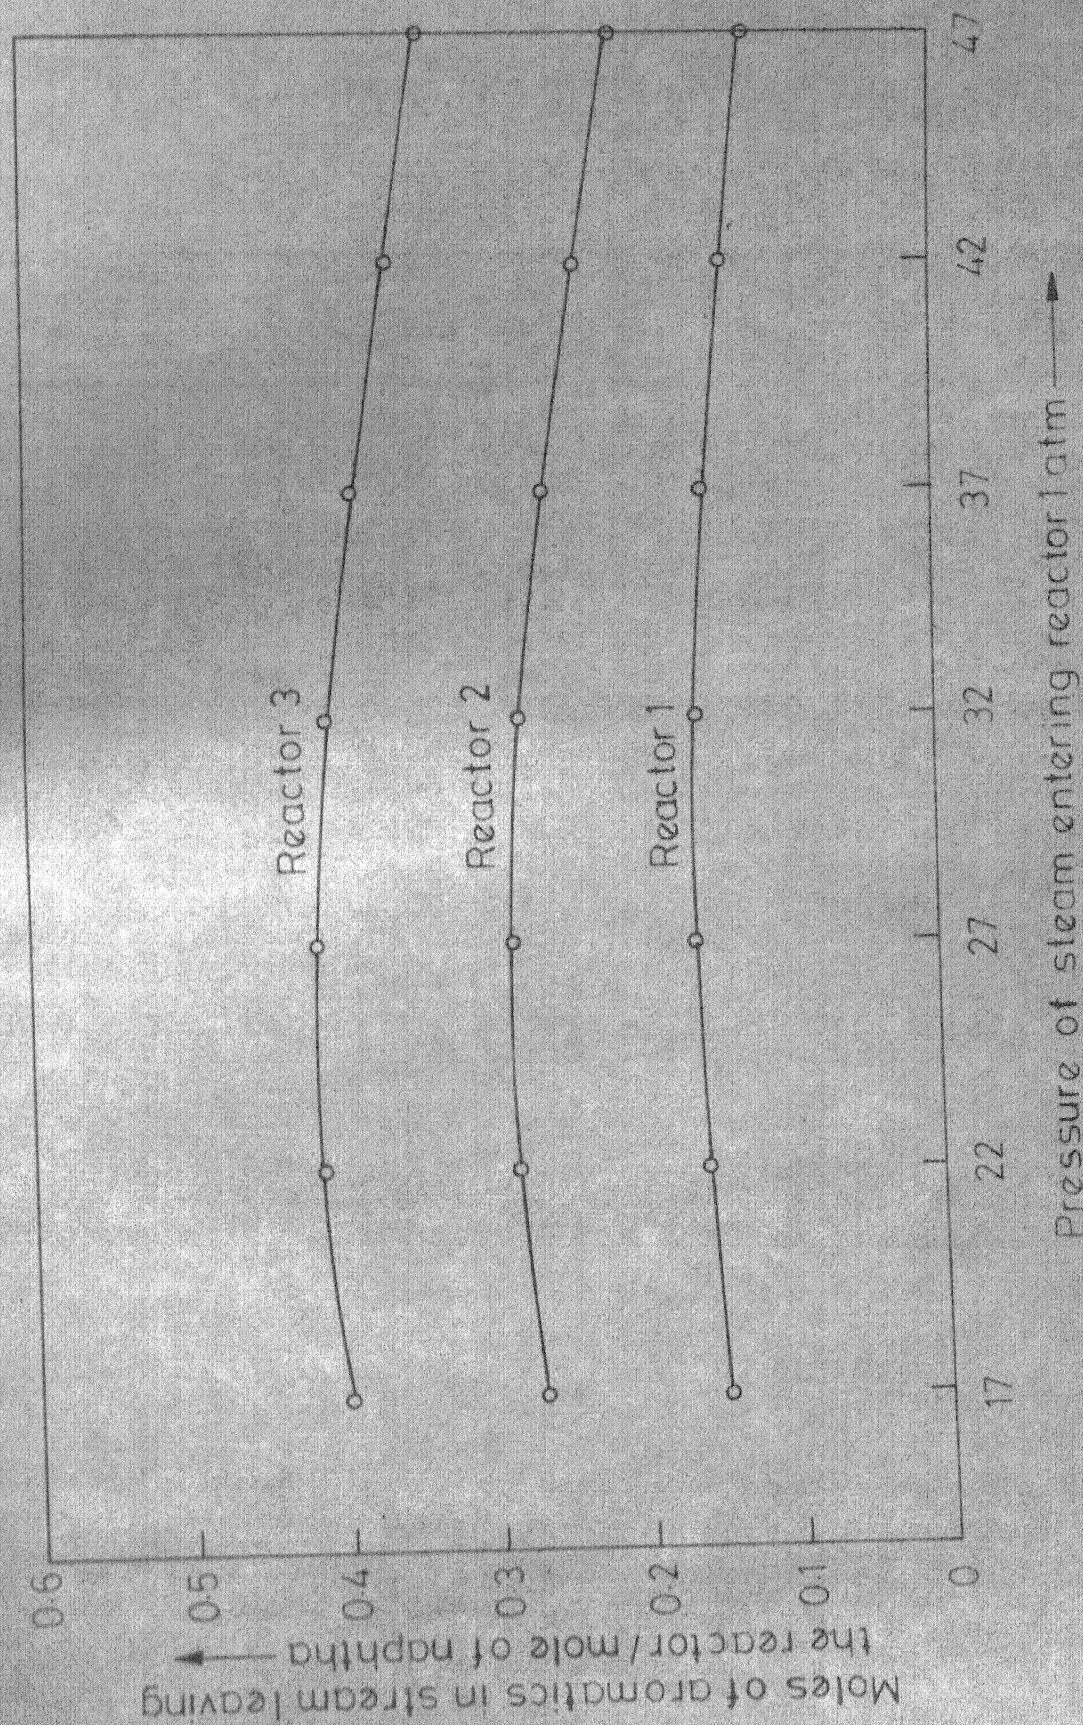 Moles of aromatics in stream leaving
the reactor/mole of naphtha
0·6
0·5
0·4
0·3
0·2
0·1
0
Reactor 3
Reactor 2
Reactor 1
17
22
27
32
37
42
47
Pressure of steam entering reactor 1 atm